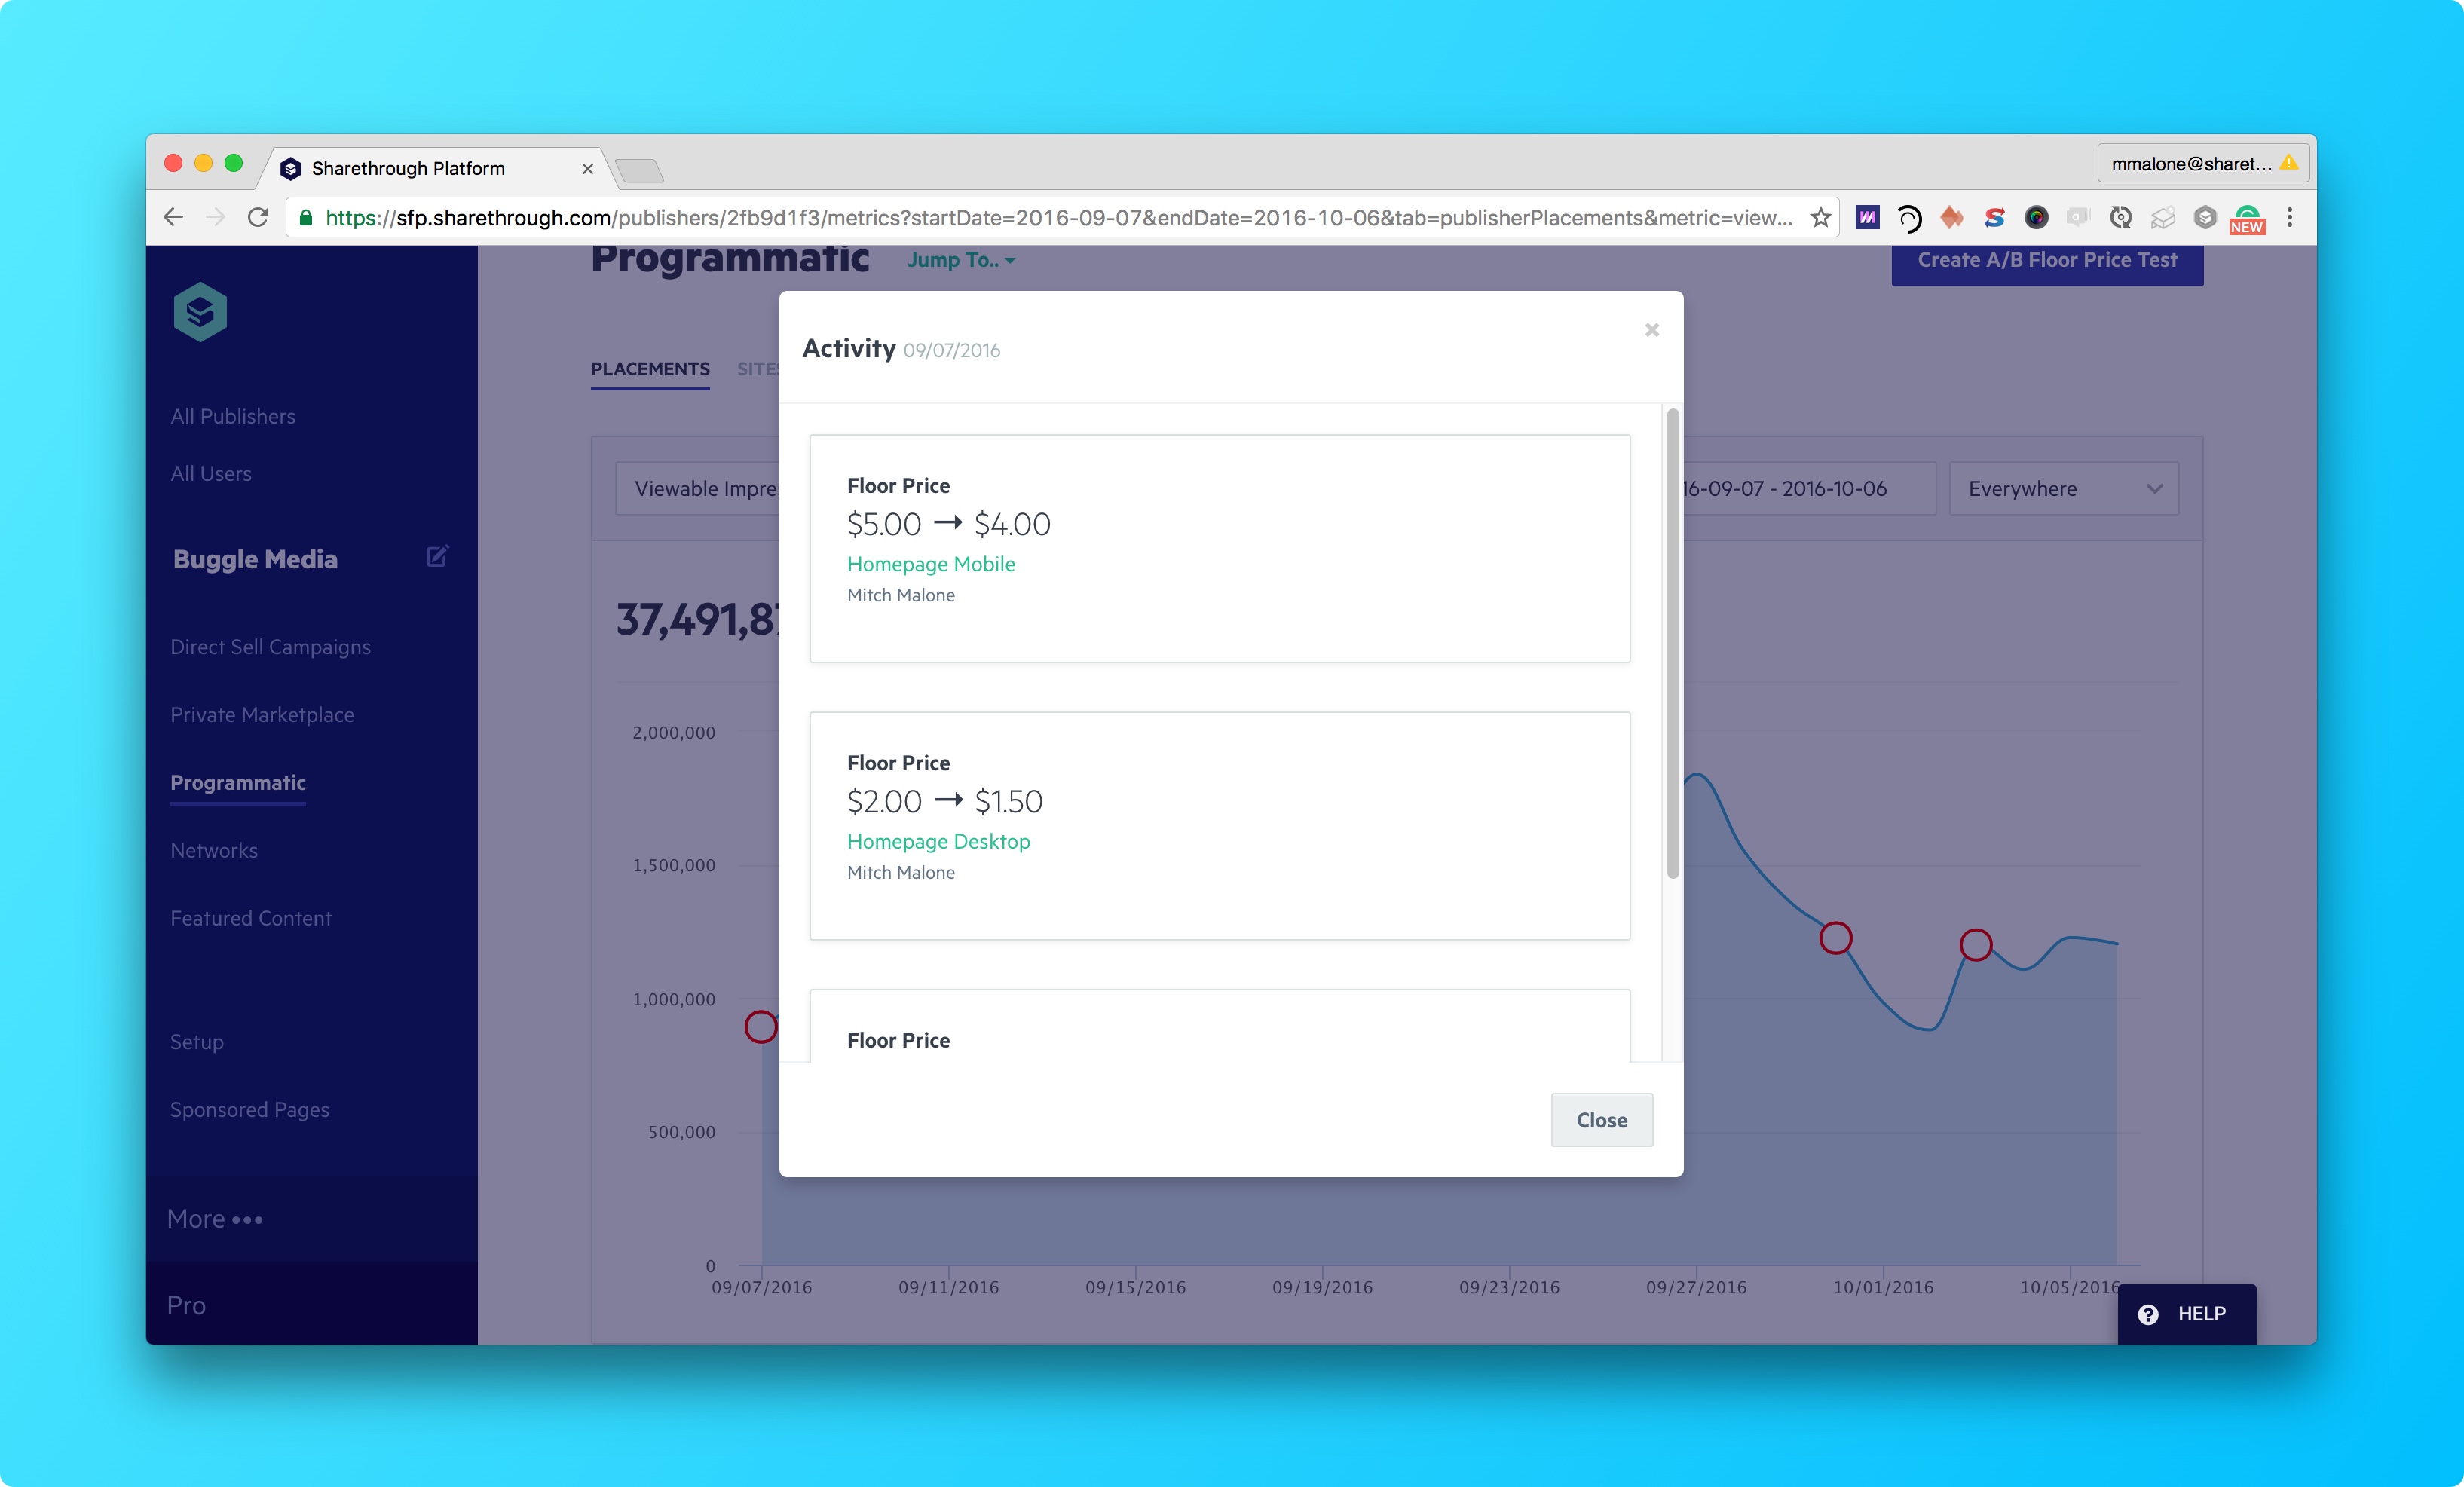 Sharethrough Platform
mmalone@sharet...
https://sfp.sharethrough.com/publishers/2fb9d1f3/metrics?startDate=2016-09-07&endDate=2016-10-06&tab=publisherPlacements&metric=view...
NEW
Programmatic
Jump To..
Create A/B Floor Price Test
All Publishers
All Users
Buggle Media
Direct Sell Campaigns
Private Marketplace
Programmatic
Networks
Featured Content
Setup
Sponsored Pages
More •••
Pro
PLACEMENTS
Viewable
16-09-07 - 2016-10-06
Everywhere
Activity 09/07/2016
Floor Price
$5.00 → $4.00
Homepage Mobile
Mitch Malone
Floor Price
$2.00 → $1.50
Homepage Desktop
Mitch Malone
Floor Price
Close
2,000,000
1,500,000
1,000,000
500,000
0
09/07/2016 09/11/2016 09/15/2016 09/19/2016 09/23/2016 09/27/2016 10/01/2016 10/05/2016
HELP